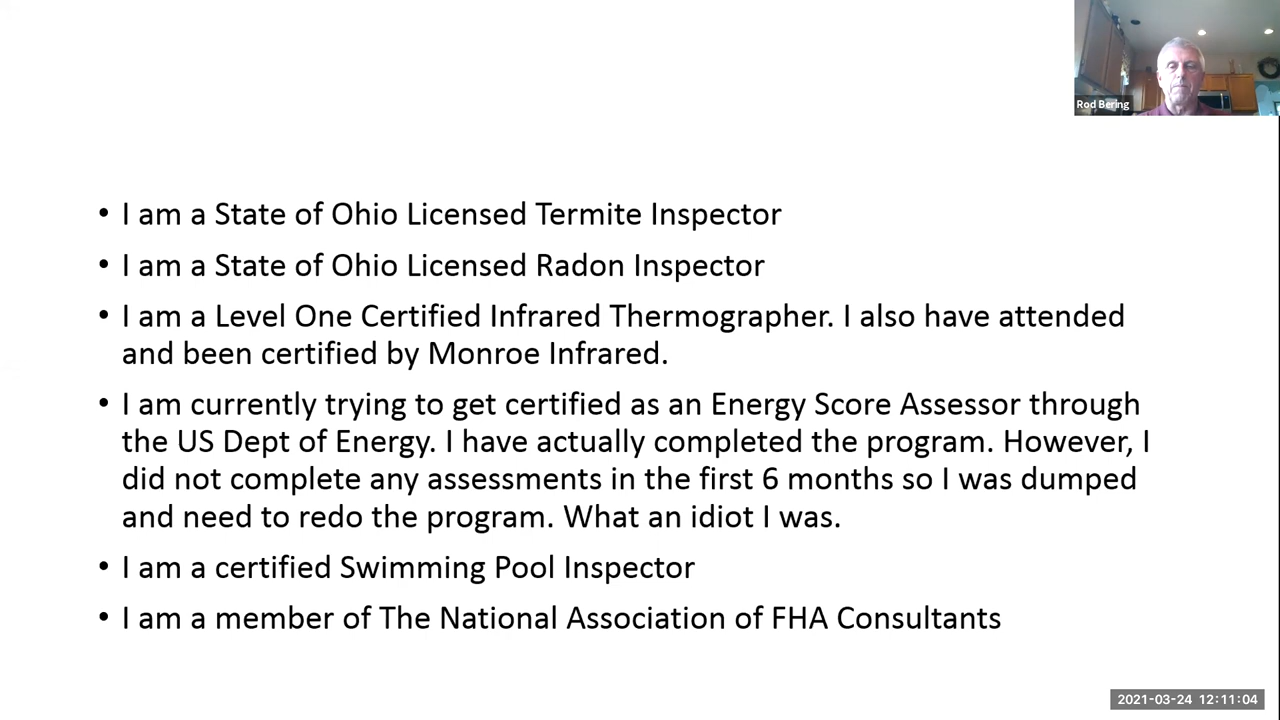 Rod Bering
• I am a State of Ohio Licensed Termite Inspector
• I am a State of Ohio Licensed Radon Inspector
• I am a Level One Certified Infrared Thermographer. I also have attended
and been certified by Monroe Infrared.
• I am currently trying to get certified as an Energy Score Assessor through
the US Dept of Energy. I have actually completed the program. However, I
did not complete any assessments in the first 6 months so I was dumped
and need to redo the program. What an idiot I was.
• I am a certified Swimming Pool Inspector
• I am a member of The National Association of FHA Consultants
2021-03-24 12:11:04